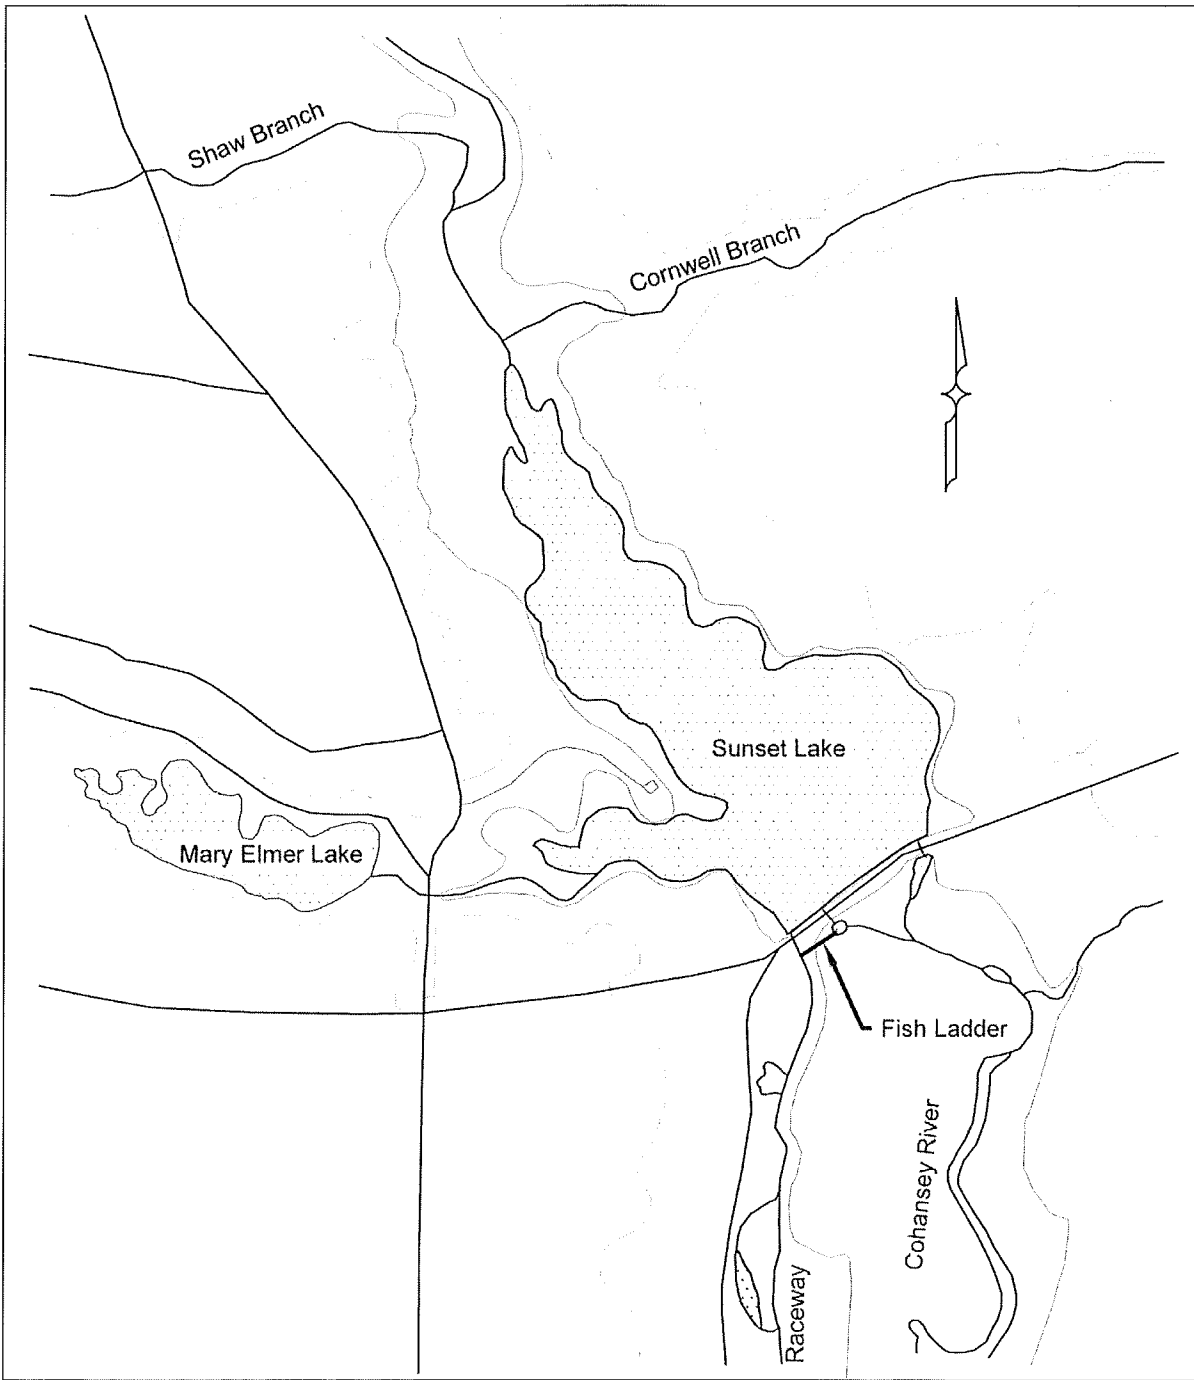 Shaw Branch
Cornwell Branch
Sunset Lake
Mary Elmer Lake
Fish Ladder
Cohansey River
Raceway